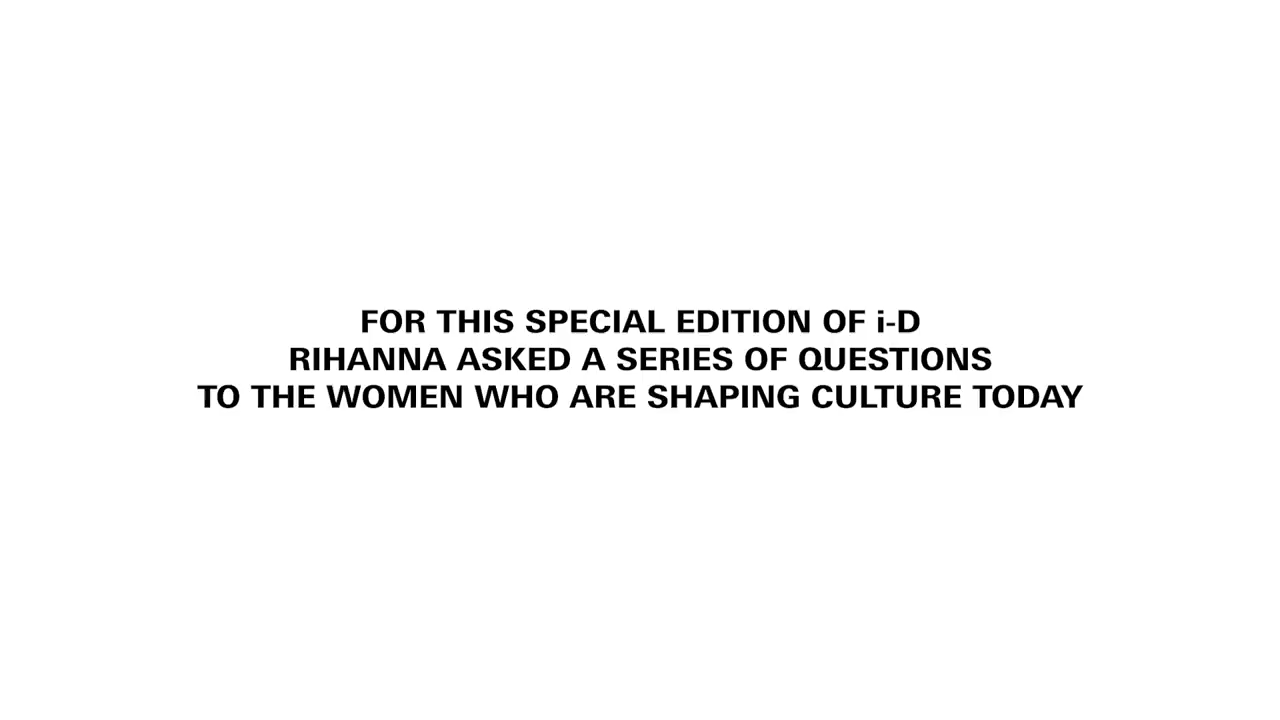 FOR THIS SPECIAL EDITION OF i-D
RIHANNA ASKED A SERIES OF QUESTIONS
TO THE WOMEN WHO ARE SHAPING CULTURE TODAY